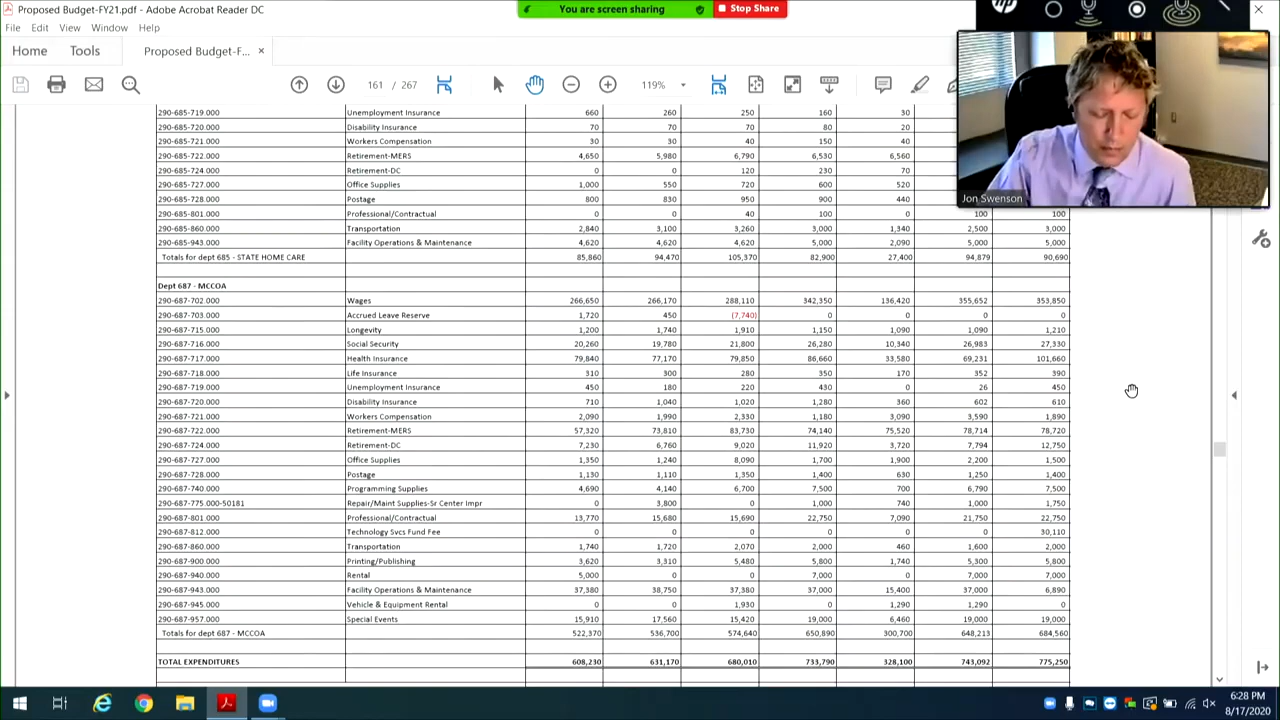 Proposed Budget-FY21.pdf - Adobe Acrobat Reader DC
You are screen sharing
Stop Share
File Edit View Window Help
Home Tools Proposed Budget-F... ×
161 / 267 119%
290-685-719.000 Unemployment Insurance 660 260 250 160 30
290-685-720.000 Disability Insurance 70 70 70 80 20
290-685-721.000 Workers Compensation 30 30 40 150 40
290-685-722.000 Retirement-MERS 4,650 5,980 6,790 6,530 6,560
290-685-724.000 Retirement-DC 0 0 120 230 70
290-685-727.000 Office Supplies 1,000 550 720 600 520
290-685-728.000 Postage 800 830 950 900 440
Jon Swenson
290-685-801.000 Professional/Contractual 0 0 40 100 0 100 100
290-685-860.000 Transportation 2,840 3,100 3,260 3,000 1,340 2,500 3,000
290-685-943.000 Facility Operations & Maintenance 4,620 4,620 4,620 5,000 2,090 5,000 5,000
Totals for dept 685 - STATE HOME CARE 85,860 94,470 105,370 82,900 27,400 94,879 90,690
Dept 687 - MCCOA
290-687-702.000 Wages 266,650 266,170 288,110 342,350 136,420 355,652 353,850
290-687-703.000 Accrued Leave Reserve 1,720 450 (7,740) 0 0 0 0
290-687-715.000 Longevity 1,200 1,740 1,910 1,150 1,090 1,090 1,210
290-687-716.000 Social Security 20,260 19,780 21,800 26,280 10,340 26,983 27,330
290-687-717.000 Health Insurance 79,840 77,170 79,850 86,660 33,580 69,231 101,660
290-687-718.000 Life Insurance 310 300 280 350 170 352 390
290-687-719.000 Unemployment Insurance 450 180 220 430 0 26 450
290-687-720.000 Disability Insurance 710 1,040 1,020 1,280 360 602 610
290-687-721.000 Workers Compensation 2,090 1,990 2,330 1,180 3,090 3,590 1,890
290-687-722.000 Retirement-MERS 57,320 73,810 83,730 74,140 75,520 78,714 78,720
290-687-724.000 Retirement-DC 7,230 6,760 9,020 11,920 3,720 7,794 12,750
290-687-727.000 Office Supplies 1,350 1,240 8,090 1,700 1,900 2,200 1,500
290-687-728.000 Postage 1,130 1,110 1,350 1,400 630 1,250 1,400
290-687-740.000 Programming Supplies 4,690 4,140 6,700 7,500 700 6,790 7,500
290-687-775.000-50181 Repair/Maint Supplies-Sr Center Impr 0 3,800 0 1,000 740 1,000 1,750
290-687-801.000 Professional/Contractual 13,770 15,680 15,690 22,750 7,090 21,750 22,750
290-687-812.000 Technology Svcs Fund Fee 0 0 0 0 0 0 30,110
290-687-860.000 Transportation 1,740 1,720 2,070 2,000 460 1,600 2,000
290-687-900.000 Printing/Publishing 3,620 3,310 5,480 5,800 1,740 5,300 5,800
290-687-940.000 Rental 5,000 0 0 7,000 0 7,000 7,000
290-687-943.000 Facility Operations & Maintenance 37,380 38,750 37,380 37,000 15,400 37,000 6,890
290-687-945.000 Vehicle & Equipment Rental 0 0 1,930 0 1,290 1,290 0
290-687-957.000 Special Events 15,910 17,560 15,420 19,000 6,460 19,000 19,000
Totals for dept 687 - MCCOA 522,370 536,700 574,640 650,890 300,700 648,213 684,560
TOTAL EXPENDITURES 608,230 631,170 680,010 733,790 328,100 743,092 775,250
6:28 PM
8/17/2020